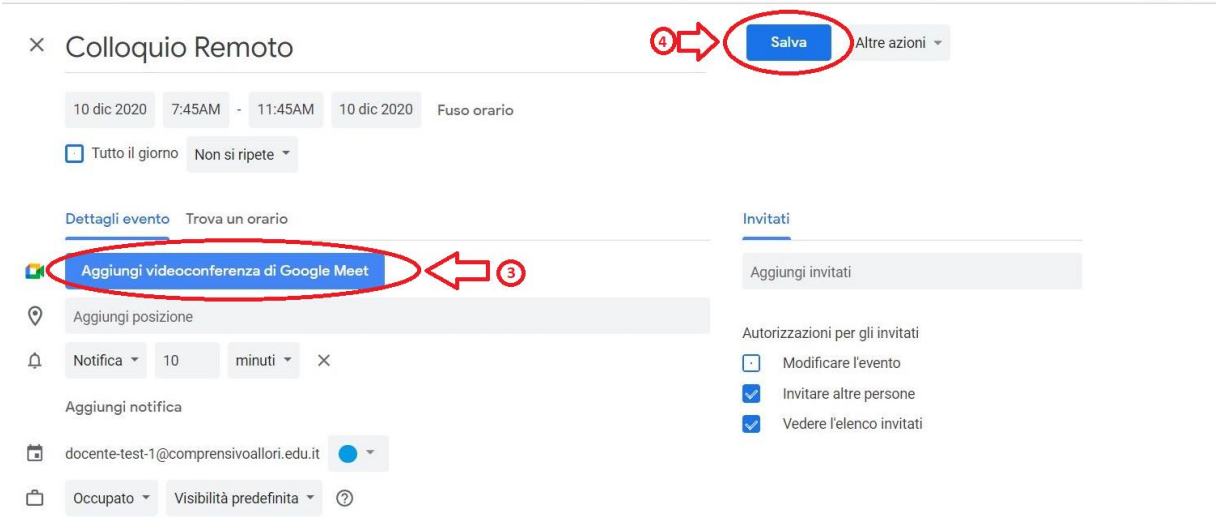 Colloquio Remoto
4
Salva
Altre azioni
10 dic 2020 7:45AM - 11:45AM 10 dic 2020 Fuso orario
Tutto il giorno Non si ripete
Dettagli evento Trova un orario
Invitati
Aggiungi videoconferenza di Google Meet
3
Aggiungi invitati
Aggiungi posizione
Autorizzazioni per gli invitati
Notifica 10 minuti
Modificare l'evento
Invitare altre persone
Aggiungi notifica
Vedere l'elenco invitati
docente-test-1@comprensivoallori.edu.it
Occupato Visibilità predefinita ?